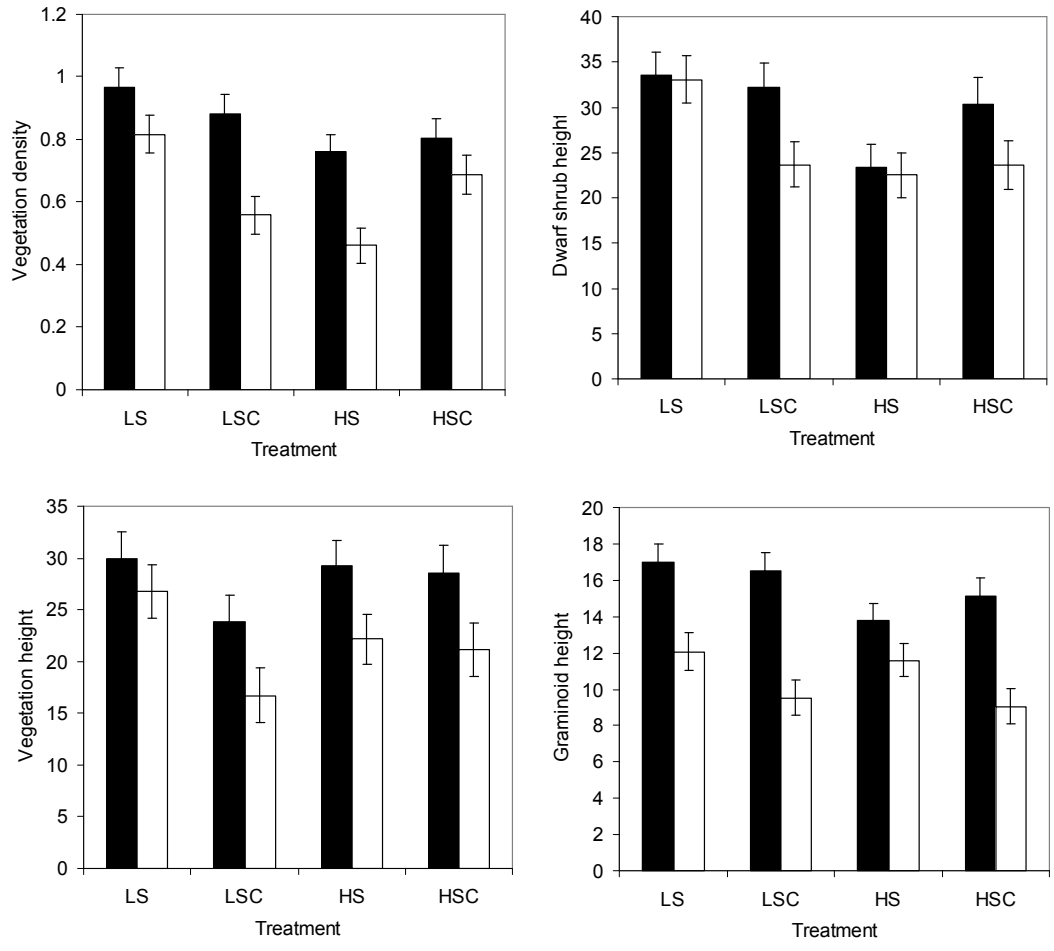 1.2
1
0.8
0.6
0.4
0.2
0
Vegetation density
LS LSC HS HSC
Treatment
40
35
30
25
20
15
10
5
0
Dwarf shrub height
LS LSC HS HSC
Treatment
35
30
25
20
15
10
5
0
Vegetation height
LS LSC HS HSC
Treatment
20
18
16
14
12
10
8
6
4
2
0
Graminoid height
LS LSC HS HSC
Treatment